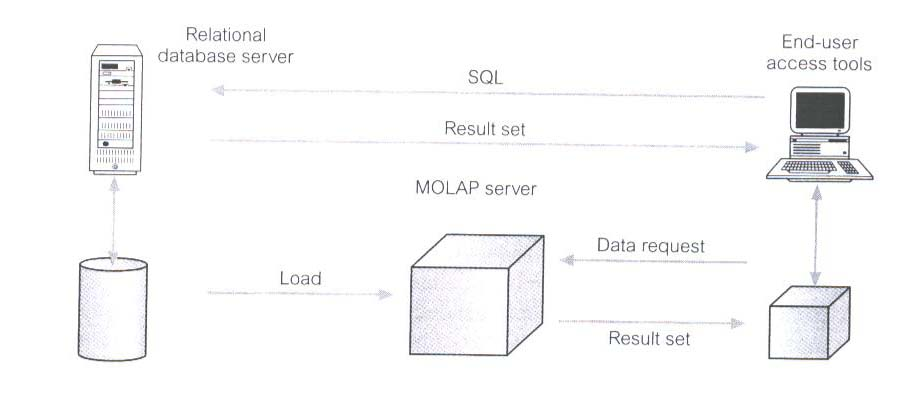 Relational
database server
End-user
access tools
SQL
Result set
MOLAP server
Data request
Load
Result set